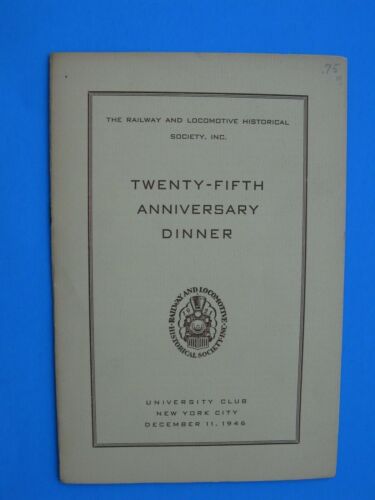 .75
THE RAILWAY AND LOCOMOTIVE HISTORICAL
SOCIETY, INC.
TWENTY-FIFTH
ANNIVERSARY
DINNER
RAILWAY AND LOCOMOTIVE
HISTORICAL SOCIETY INC.
UNIVERSITY CLUB
NEW YORK CITY
DECEMBER 11, 1946